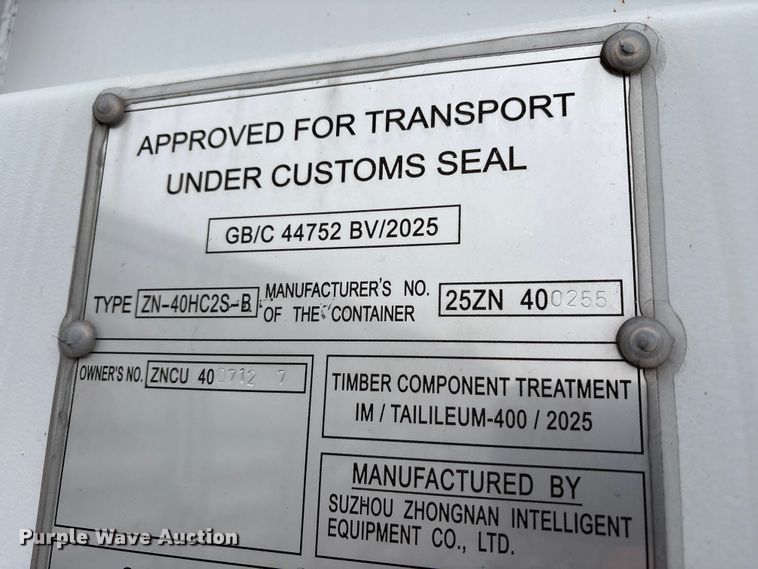 APPROVED FOR TRANSPORT
UNDER CUSTOMS SEAL
GB/C 44752 BV/2025
TYPE ZN-40HC2S-B MANUFACTURER'S NO. OF THE CONTAINER 25ZN 400255
OWNER'S NO. ZNCU 400712 7
TIMBER COMPONENT TREATMENT
IM / TAILILEUM-400 / 2025
MANUFACTURED BY
SUZHOU ZHONGNAN INTELLIGENT
EQUIPMENT CO., LTD.
Purple Wave Auction